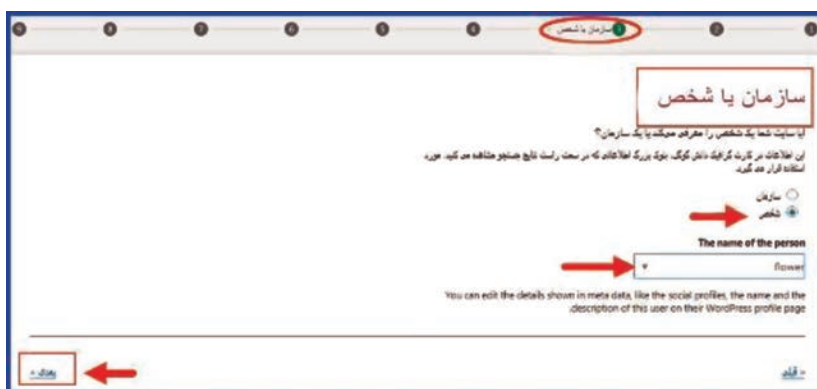 سازمان یا شخص
سازمان یا شخص
آیا سایت شما یک شخص را معرفی میکند یا یک سازمان؟
این اطلاعات در کارت گرافیک دانش گوگل، بلوک بزرگ اطلاعاتی که در سمت راست نتایج جستجو مشاهده می کنید، مورد
استفاده قرار می گیرد.
سازمان
شخص
The name of the person
flower
You can edit the details shown in meta data, like the social profiles, the name and the
description of this user on their WordPress profile page.
« قبلی
بعدی »